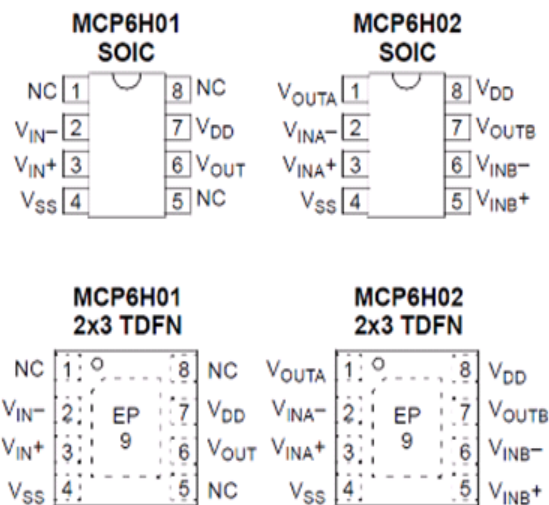 MCP6H01 MCP6H02
SOIC SOIC
NC 1 8 NC VOUTA 1 8 VDD
VIN– 2 7 VDD VINA– 2 7 VOUTB
VIN+ 3 6 VOUT VINA+ 3 6 VINB–
VSS 4 5 NC VSS 4 5 VINB+
MCP6H01 MCP6H02
2x3 TDFN 2x3 TDFN
NC 1 8 NC VOUTA 1 8 VDD
VIN– 2 EP 7 VDD VINA– 2 EP 7 VOUTB
VIN+ 3 9 6 VOUT VINA+ 3 9 6 VINB–
VSS 4 5 NC VSS 4 5 VINB+